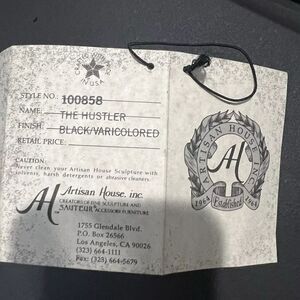 STYLE NO. 100858
NAME: THE HUSTLER
FINISH: BLACK/VARICOLORED
RETAIL PRICE:
CAUTION:
Never clean your Artisan House Sculpture with
solvents, harsh detergents or abrasive cleaners.
AH Artisan House, inc.
CREATORS OF FINE SCULPTURE AND
SAUTEUR® ACCESSORY FURNITURE
1755 Glendale Blvd.
P.O. Box 26566
Los Angeles, CA 90026
(323) 664-1111
Fax: (323) 664-5679
ARTISAN HOUSE INC.
AH
1964 Established 1964